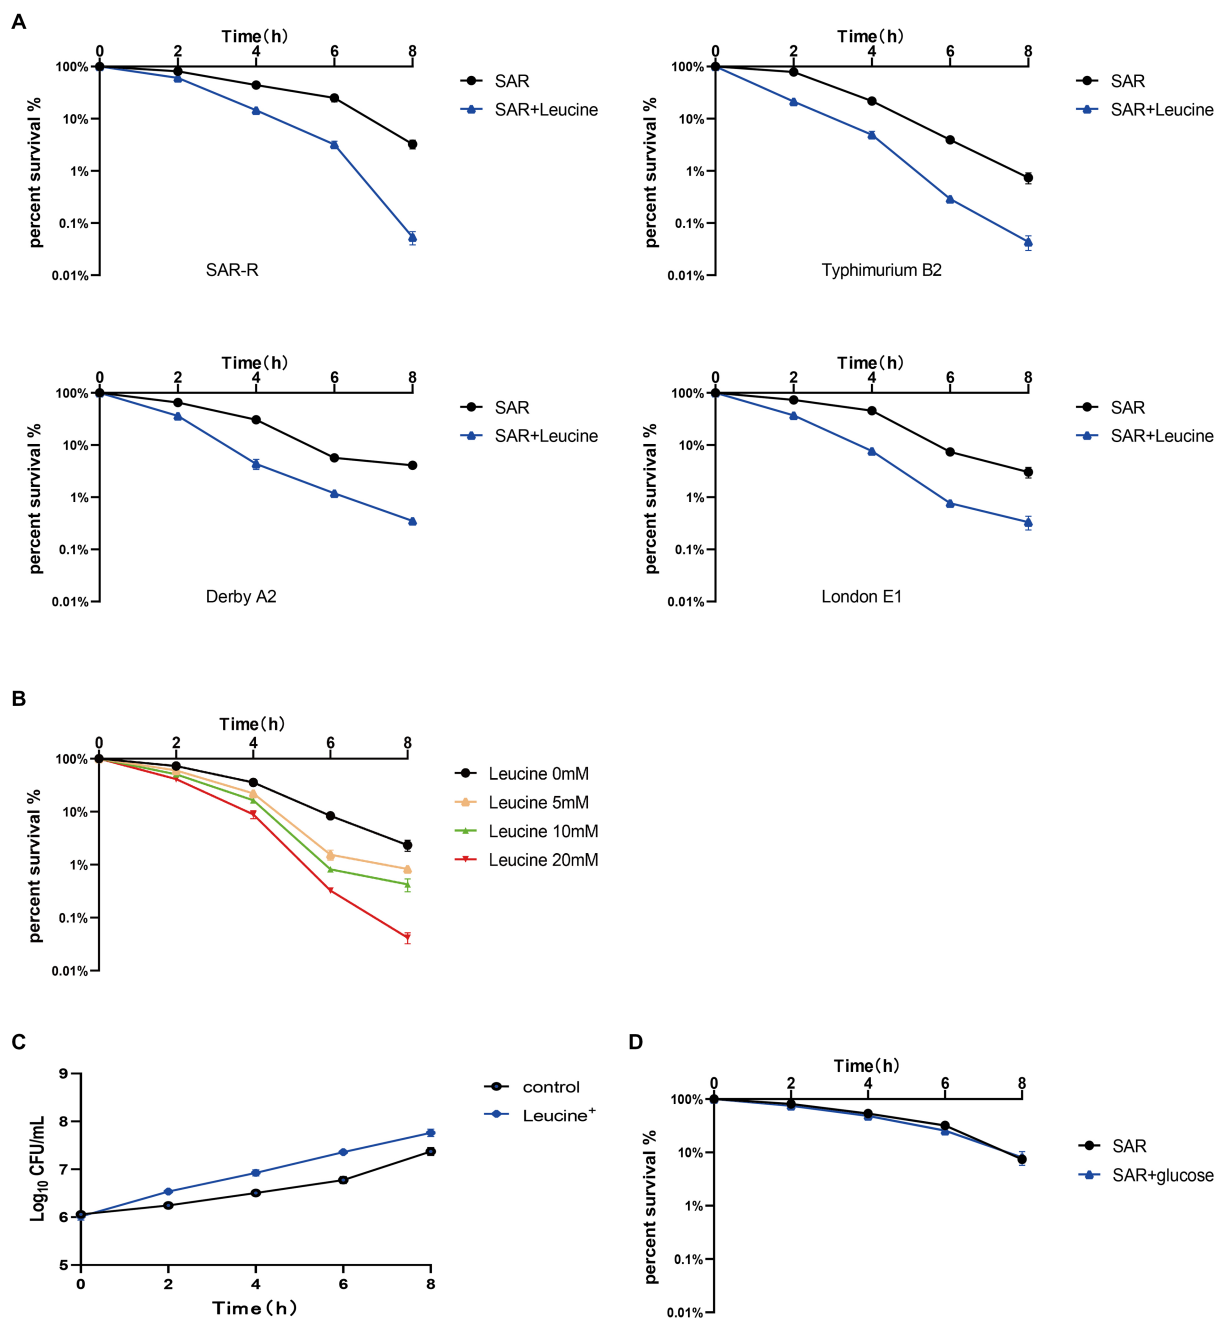 A
Time(h)
0 2 4 6 8
100%
10%
1%
0.1%
0.01%
percent survival %
SAR
SAR+Leucine
SAR-R
Time(h)
0 2 4 6 8
100%
10%
1%
0.1%
0.01%
percent survival %
SAR
SAR+Leucine
Typhimurium B2
Time(h)
0 2 4 6 8
100%
10%
1%
0.1%
0.01%
percent survival %
SAR
SAR+Leucine
Derby A2
Time(h)
0 2 4 6 8
100%
10%
1%
0.1%
0.01%
percent survival %
SAR
SAR+Leucine
London E1
B
Time(h)
0 2 4 6 8
100%
10%
1%
0.1%
0.01%
percent survival %
Leucine 0mM
Leucine 5mM
Leucine 10mM
Leucine 20mM
C
9
8
7
6
5
Log10 CFU/mL
0 2 4 6 8
Time(h)
control
Leucine+
D
Time(h)
0 2 4 6 8
100%
10%
1%
0.1%
0.01%
percent survival %
SAR
SAR+glucose